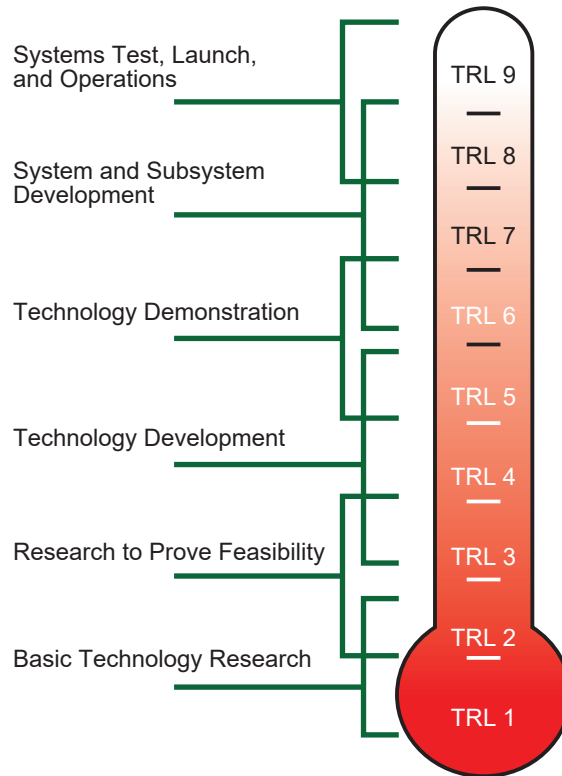 Systems Test, Launch,
and Operations
System and Subsystem
Development
Technology Demonstration
Technology Development
Research to Prove Feasibility
Basic Technology Research
TRL 9
TRL 8
TRL 7
TRL 6
TRL 5
TRL 4
TRL 3
TRL 2
TRL 1